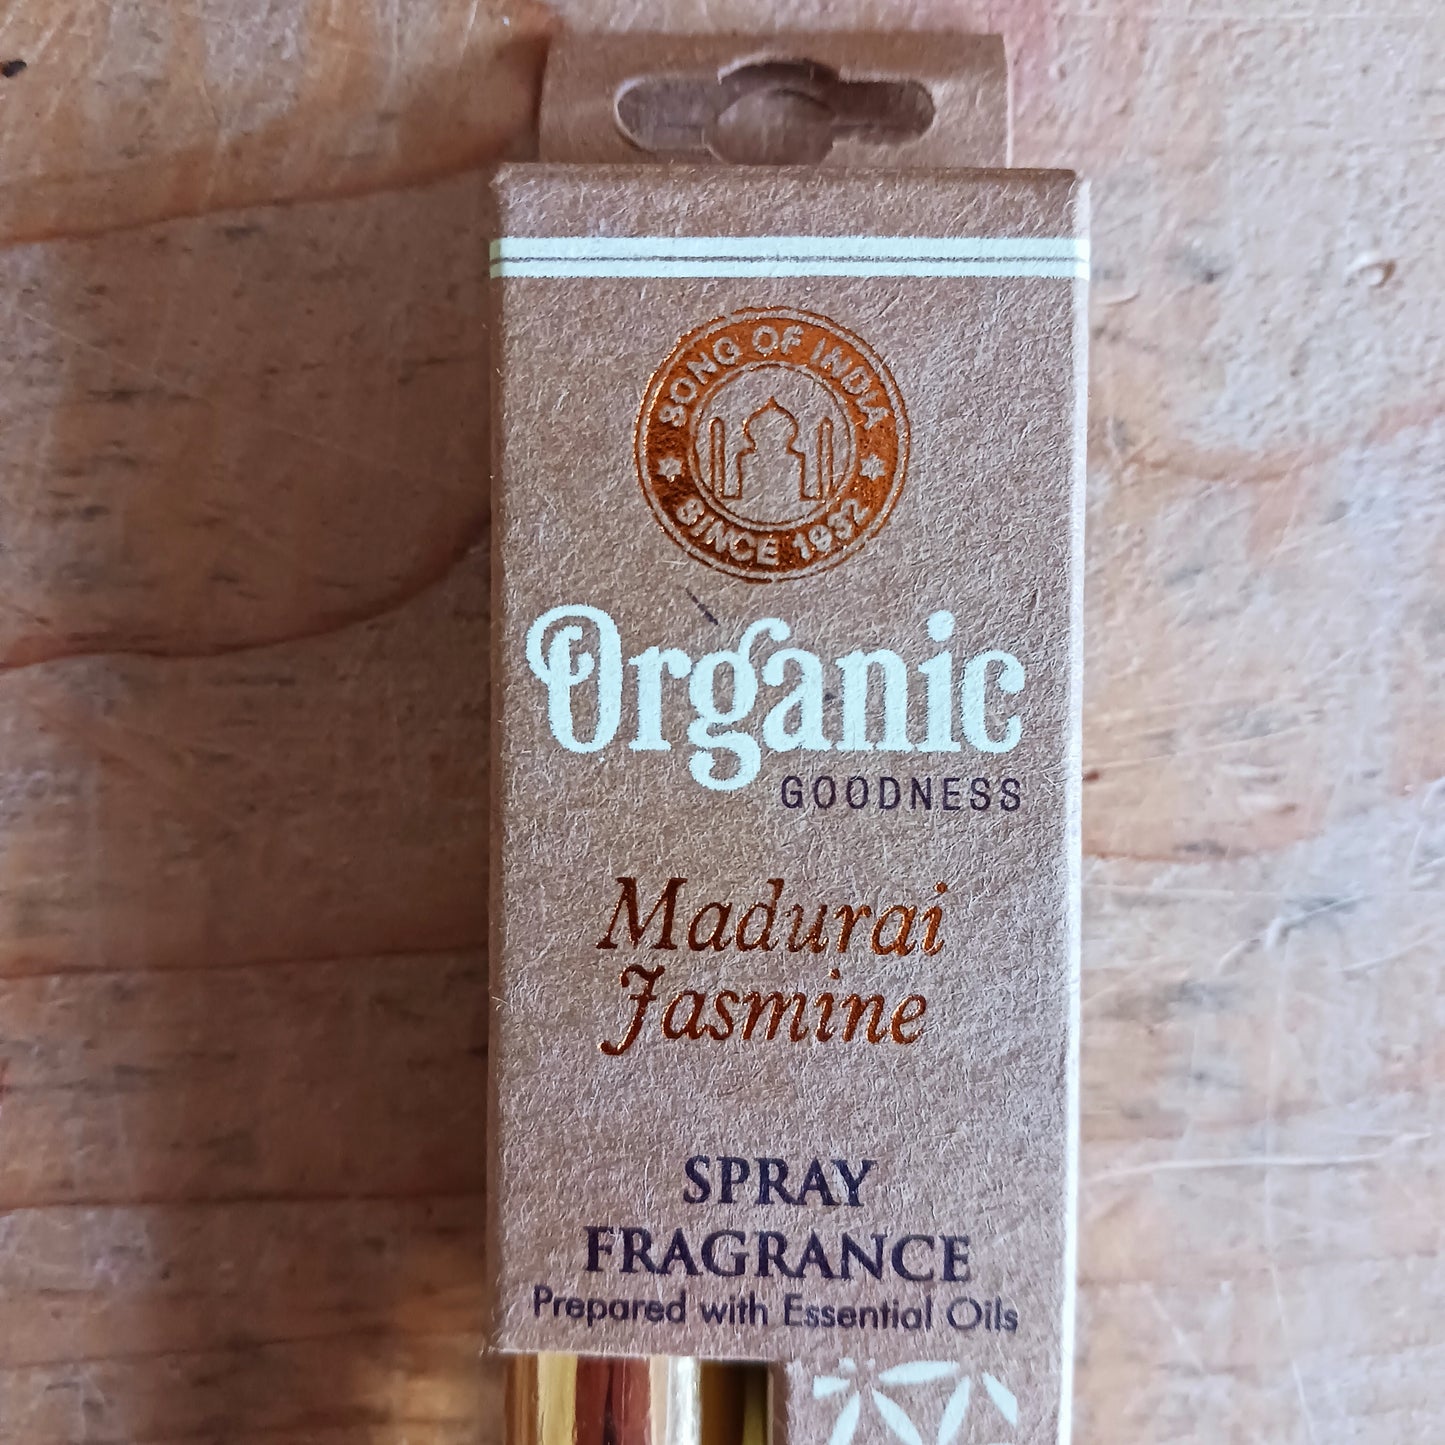 SONG OF INDIA
SINCE 1932
Organic
GOODNESS
Madurai
Jasmine
SPRAY
FRAGRANCE
Prepared with Essential Oils